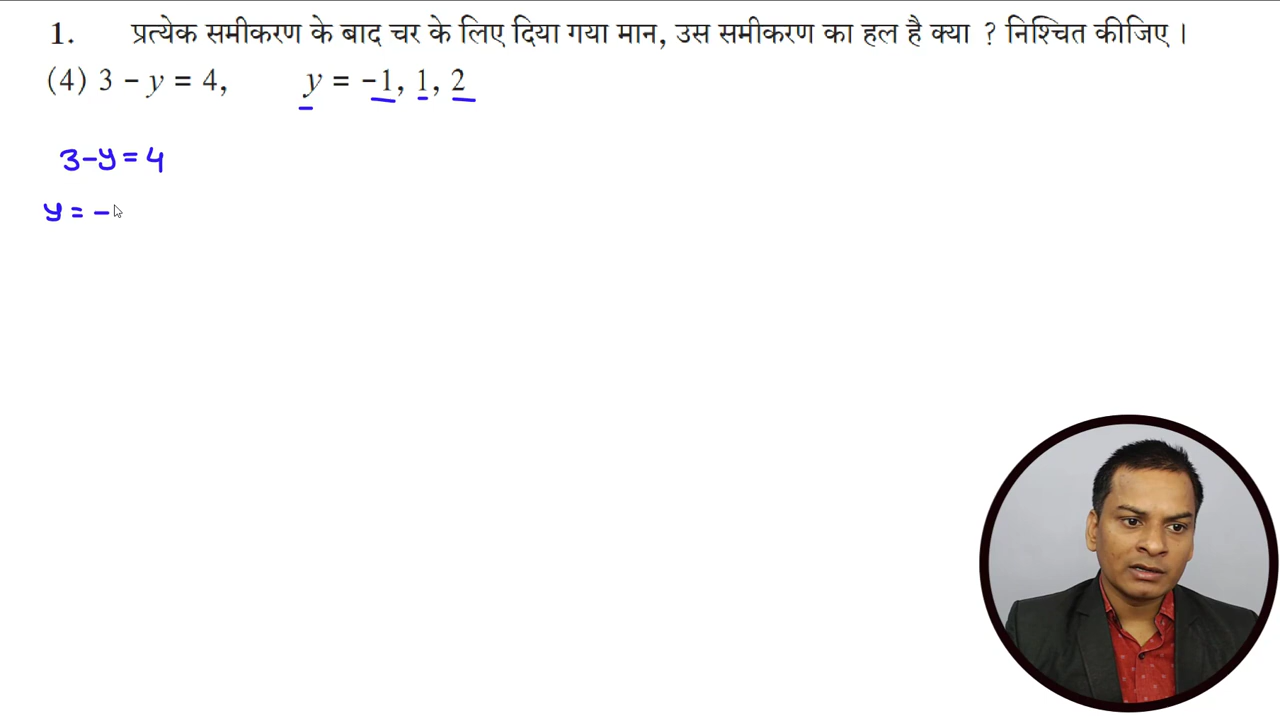 1. प्रत्येक समीकरण के बाद चर के लिए दिया गया मान, उस समीकरण का हल है क्या ? निश्चित कीजिए ।
(4) 3 − y = 4, y = −1, 1, 2
3-y=4
y = -